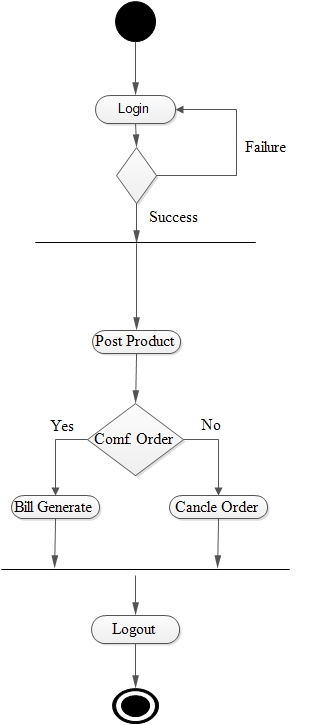 Login
Failure
Success
Post Product
Yes
No
Comf. Order
Bill Generate
Cancle Order
Logout